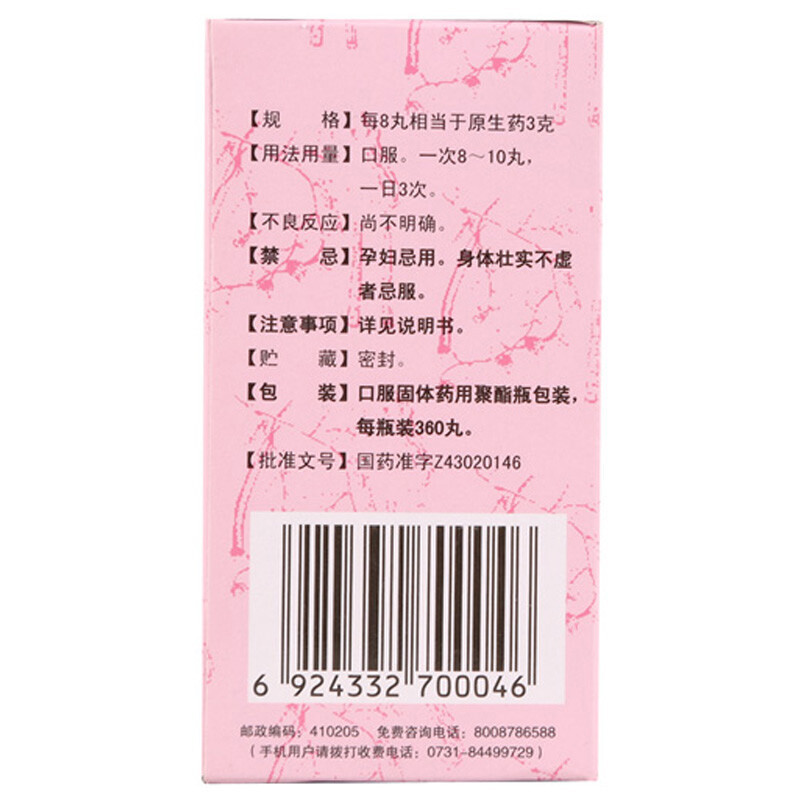 【规　　格】每8丸相当于原生药3克
【用法用量】口服。一次8～10丸，
一日3次。
【不良反应】尚不明确。
【禁　　忌】孕妇忌用。身体壮实不虚
者忌服。
【注意事项】详见说明书。
【贮　　藏】密封。
【包　　装】口服固体药用聚酯瓶包装，
每瓶装360丸。
【批准文号】国药准字Z43020146
6 924332 700046
邮政编码：410205　免费咨询电话：8008786588
（手机用户请拨打收费电话：0731-84499729）